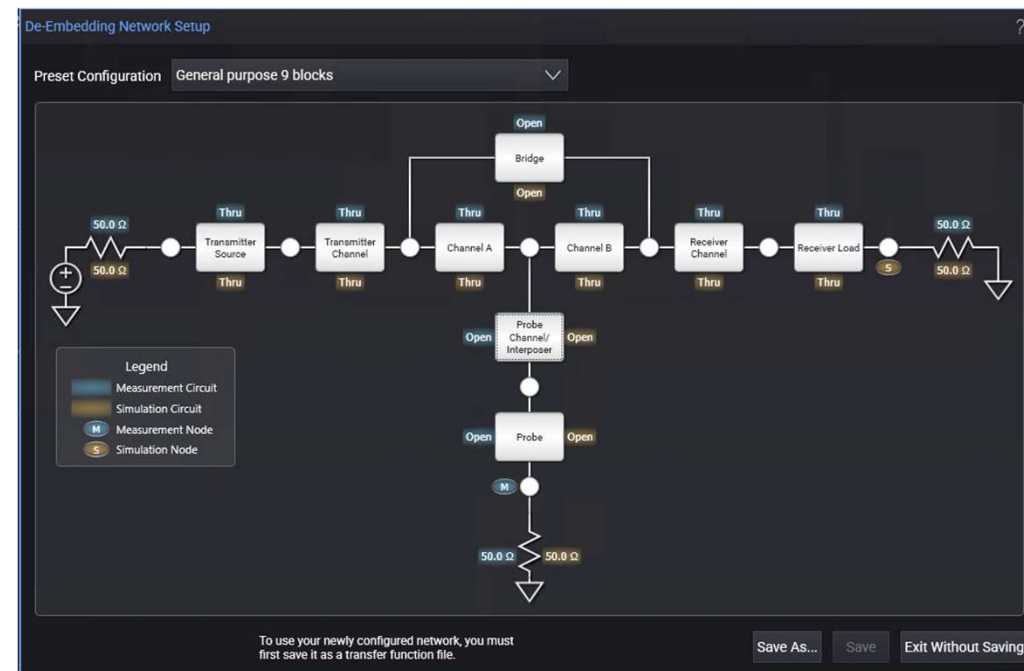 De-Embedding Network Setup
?
Preset Configuration General purpose 9 blocks
Open
Bridge
Open
50.0 Ω
50.0 Ω
+
−
Thru
Transmitter
Source
Thru
Thru
Transmitter
Channel
Thru
Thru
Channel A
Thru
Thru
Channel B
Thru
Thru
Receiver
Channel
Thru
Thru
Receiver Load
Thru
S
50.0 Ω
50.0 Ω
Open
Probe
Channel/
Interposer
Open
Open
Probe
Open
M
50.0 Ω
50.0 Ω
Legend
Measurement Circuit
Simulation Circuit
M Measurement Node
S Simulation Node
To use your newly configured network, you must
first save it as a transfer function file.
Save As...
Save
Exit Without Saving